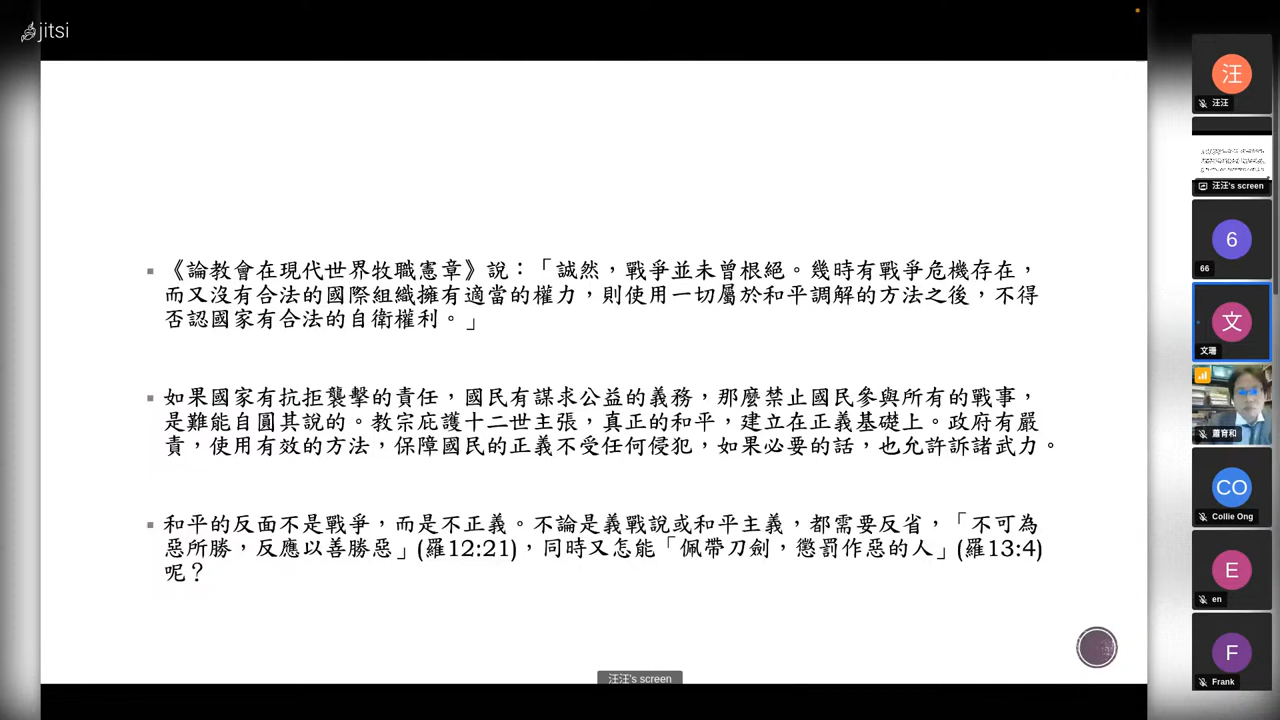 jitsi
《論教會在現代世界牧職憲章》說：「誠然，戰爭並未曾根絕。幾時有戰爭危機存在，
而又沒有合法的國際組織擁有適當的權力，則使用一切屬於和平調解的方法之後，不得
否認國家有合法的自衛權利。」
如果國家有抗拒襲擊的責任，國民有謀求公益的義務，那麼禁止國民參與所有的戰事，
是難能自圓其說的。教宗庇護十二世主張，真正的和平，建立在正義基礎上。政府有嚴
責，使用有效的方法，保障國民的正義不受任何侵犯，如果必要的話，也允許訴諸武力。
和平的反面不是戰爭，而是不正義。不論是義戰說或和平主義，都需要反省，「不可為
惡所勝，反應以善勝惡」(羅12:21)，同時又怎能「佩帶刀劍，懲罰作惡的人」(羅13:4)
呢？
汪汪's screen
汪
汪汪
汪汪's screen
6
66
文
文珊
蕭育和
CO
Collie Ong
E
en
F
Frank